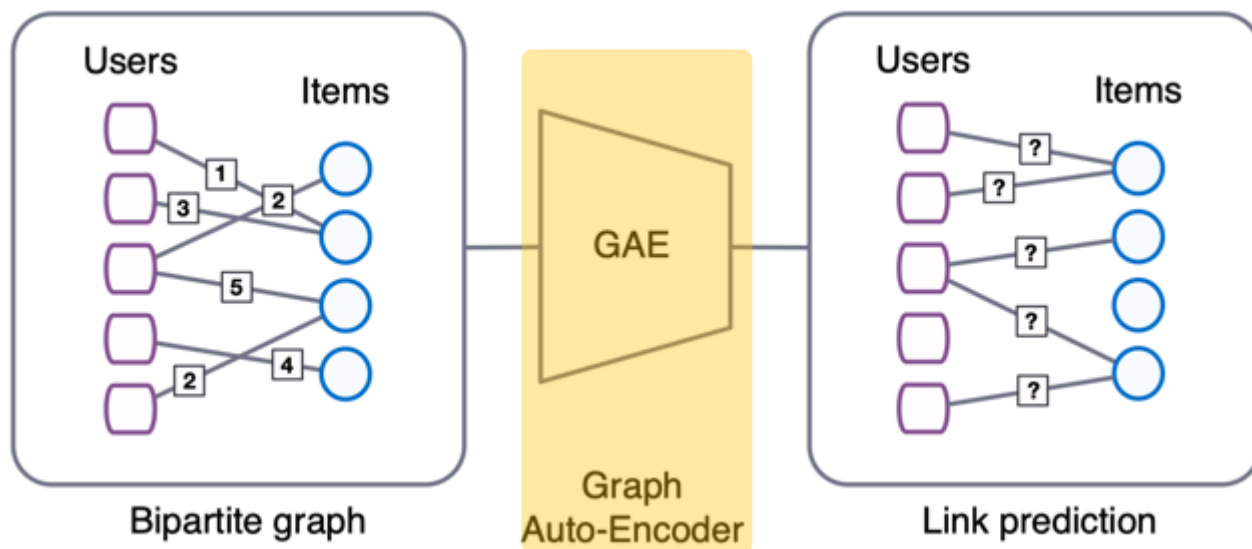 Users
Items
1
2
3
5
4
2
Bipartite graph
GAE
Graph
Auto-Encoder
Users
Items
?
?
?
?
?
Link prediction